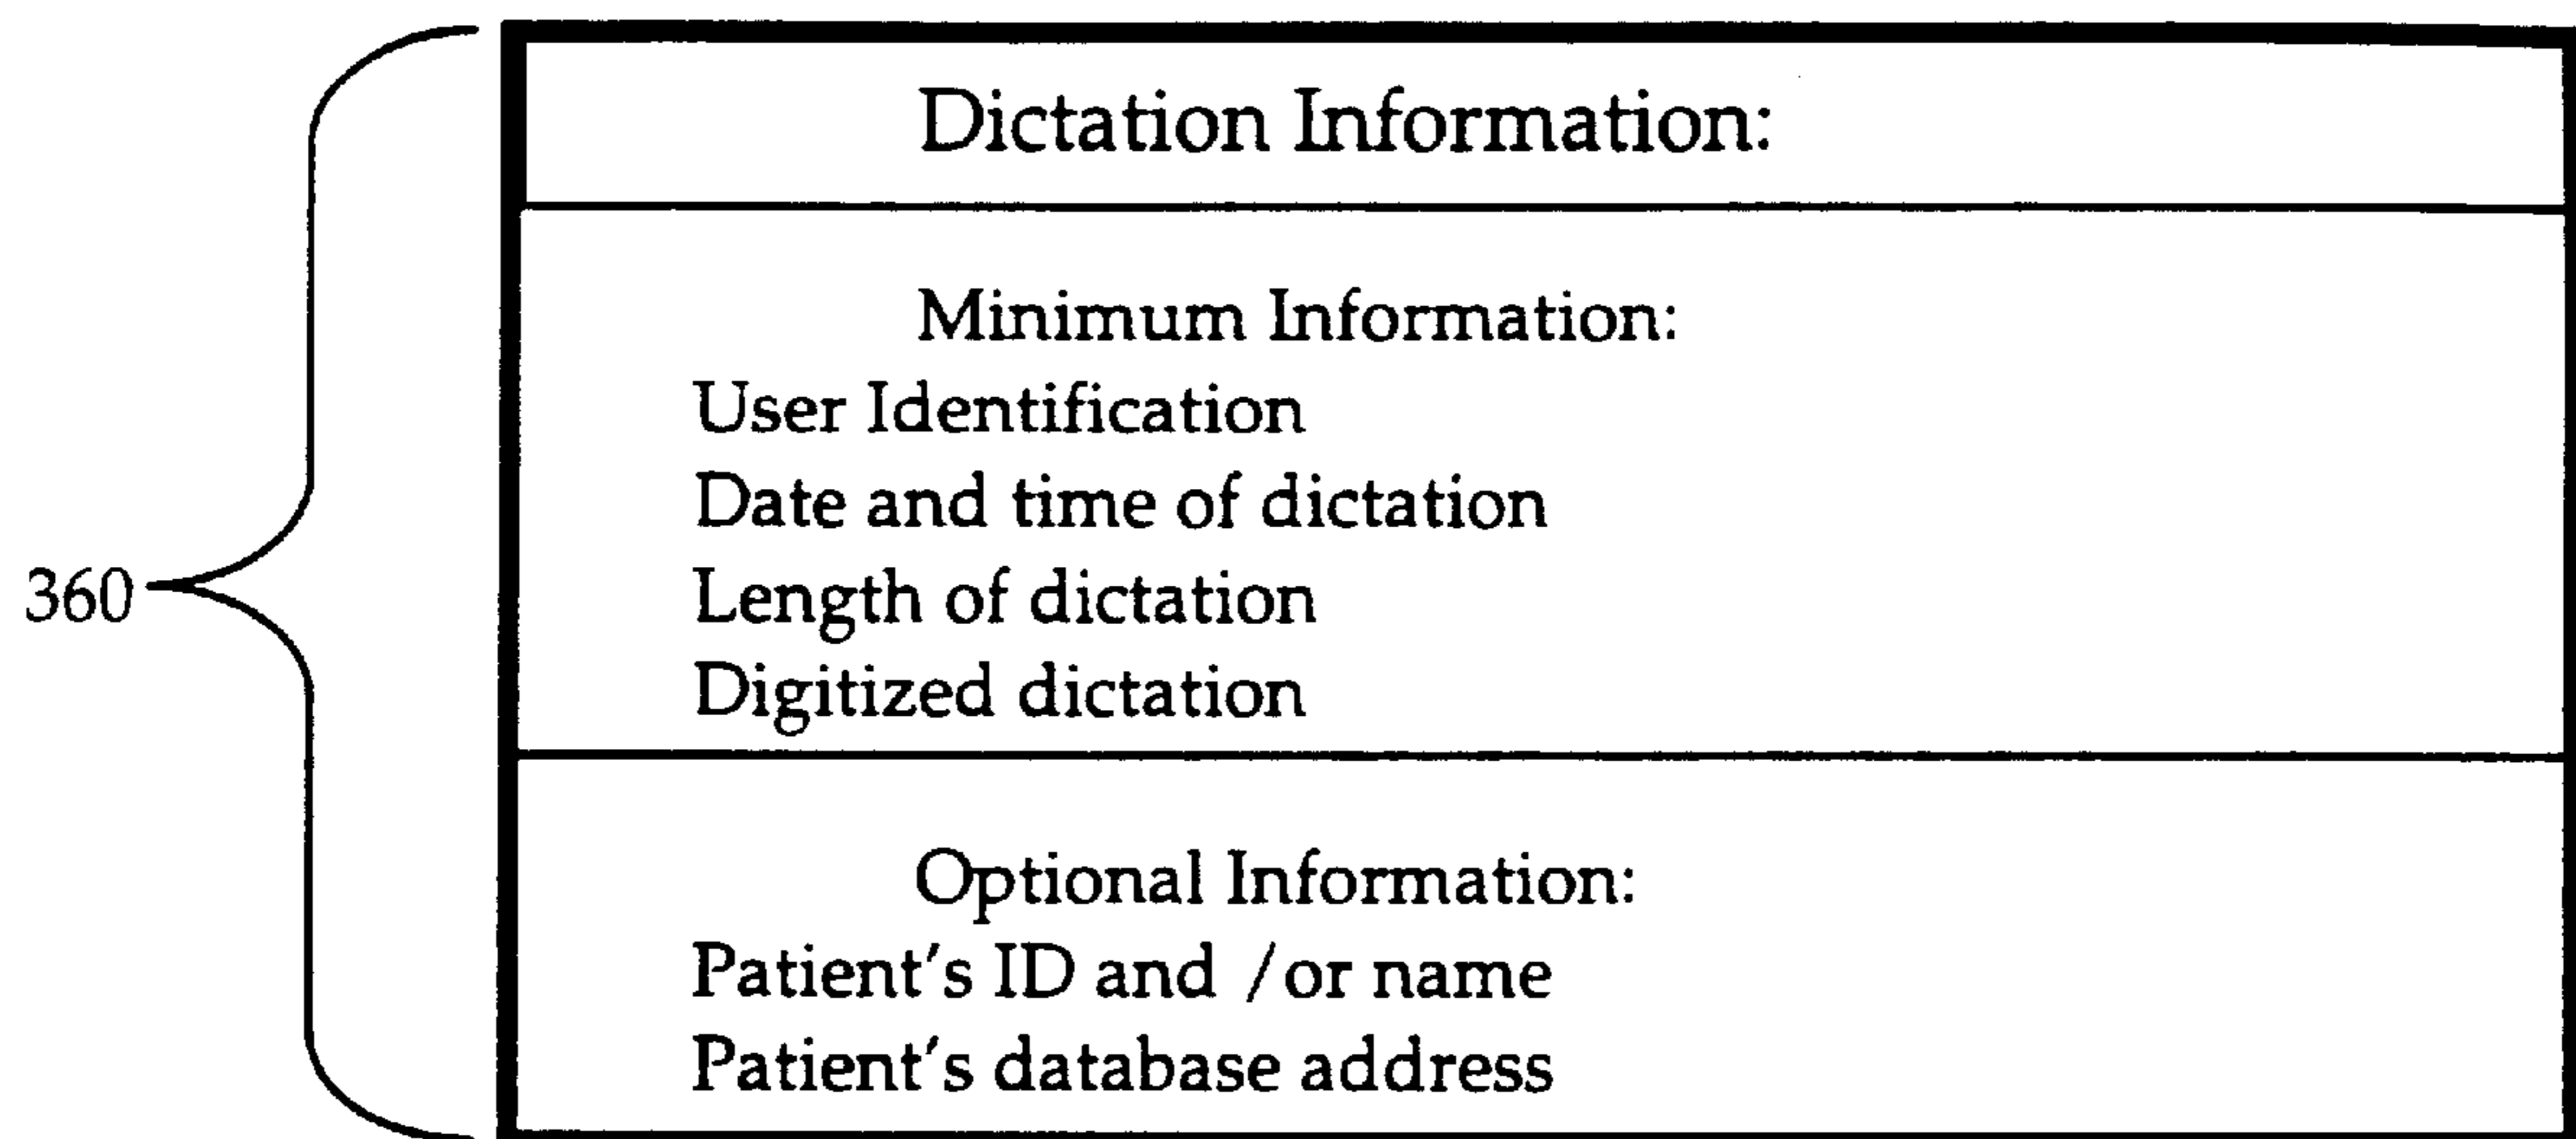 Dictation Information:
Minimum Information:
User Identification
Date and time of dictation
Length of dictation
360
Digitized dictation
Optional Information:
Patient's ID and /or name
Patient's database address